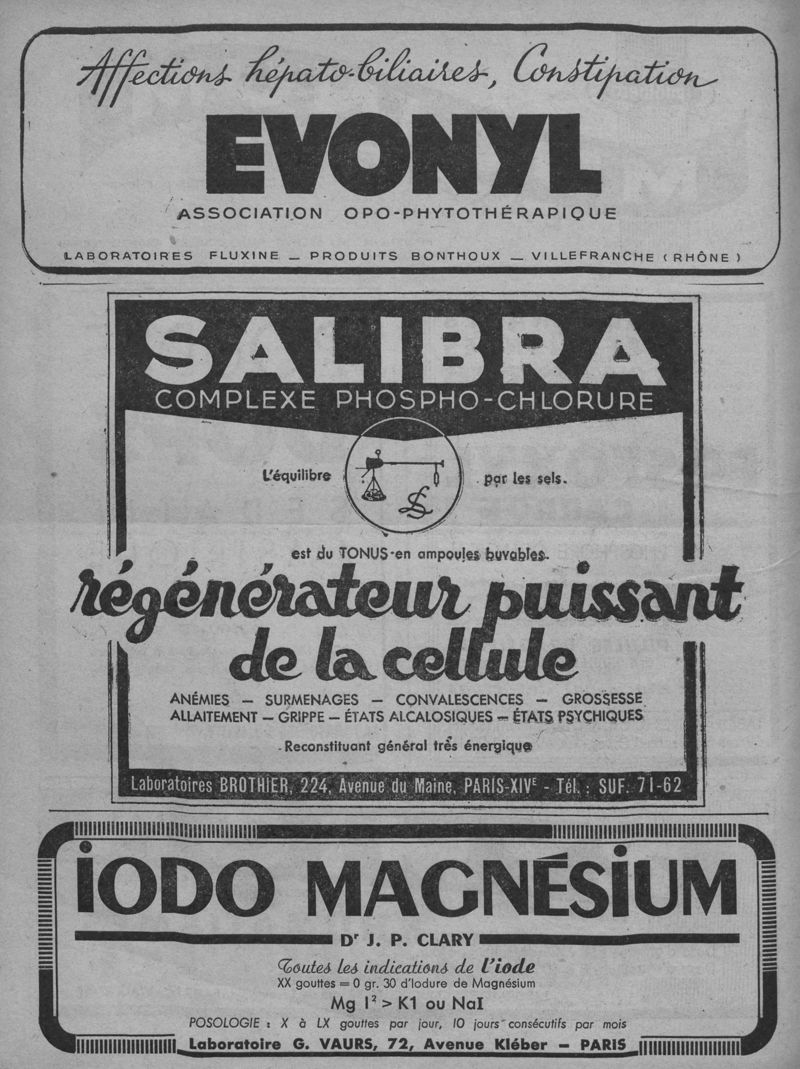 Affections hépato-biliaires, Constipation
EVONYL
ASSOCIATION OPO-PHYTOTHÉRAPIQUE
LABORATOIRES FLUXINE _ PRODUITS BONTHOUX _ VILLEFRANCHE (RHÔNE)
SALIBRA
COMPLEXE PHOSPHO-CHLORURE
L'équilibre par les sels.
LS
est du TONUS-en ampoules buvables.
régénérateur puissant
de la cellule
ANÉMIES — SURMENAGES — CONVALESCENCES — GROSSESSE
ALLAITEMENT — GRIPPE — ÉTATS ALCALOSIQUES — ÉTATS PSYCHIQUES
Reconstituant général très énergique
Laboratoires BROTHIER, 224, Avenue du Maine, PARIS-XIVE - Tél. : SUF. 71-62
iODO MAGNÉSiUM
Dr J. P. CLARY
Toutes les indications de l'iode
XX gouttes = 0 gr. 30 d'Iodure de Magnésium
Mg I² > K1 ou NaI
POSOLOGIE : X à LX gouttes par jour, 10 jours consécutifs par mois
Laboratoire G. VAURS, 72, Avenue Kléber — PARIS